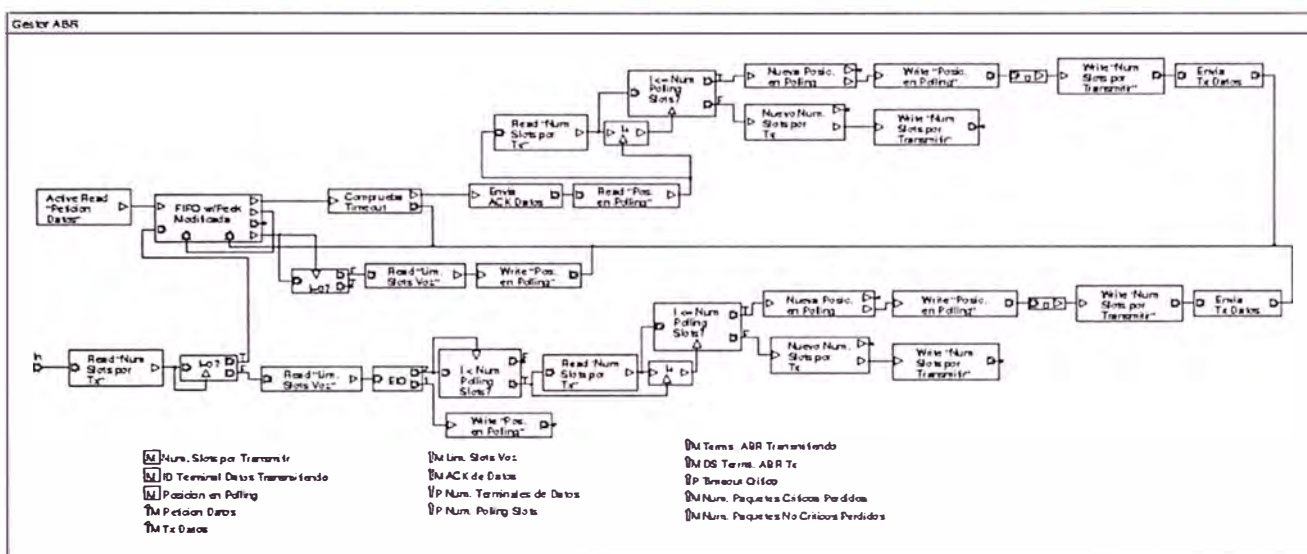 Gestor ABR
I <= Num
Polling
Slots?
Nueva Posic.
en Polling
Write "Posic.
en Polling"
Write "Num
Slots por
Transmitir"
Envia
Tx Datos
Read "Num
Slots por
Tx"
Nuevo Num.
Slots por
Tx
Write "Num
Slots por
Transmitir"
Active Read
"Peticion
Datos"
FIFO w/Peek
Modificada
Comprueba
Timeout
Envia
ACK Datos
Read "Pos.
en Polling"
Read "Lim.
Slots Voz"
Write "Pos.
en Polling"
I <= Num
Polling
Slots?
Nueva Posic.
en Polling
Write "Posic.
en Polling"
Write "Num
Slots por
Transmitir"
Envia
Tx Datos
In
Read "Num
Slots por
Tx"
Read "Lim.
Slots Voz"
I < Num
Polling
Slots?
Read "Num
Slots por
Tx"
Nuevo Num.
Slots por
Tx
Write "Num
Slots por
Transmitir"
Write "Pos.
en Polling"
M Num. Slots por Transmitir
M ID Terminal Datos Transmitiendo
M Posicion en Polling
M Peticion Datos
M Tx Datos
M Lim. Slots Voz
M ACK de Datos
P Num. Terminales de Datos
P Num. Polling Slots
M Terms. ABR Transmitiendo
M DS Terms. ABR Tx
P Timeout Critico
M Num. Paquetes Criticos Perdidos
M Num. Paquetes No Criticos Perdidos